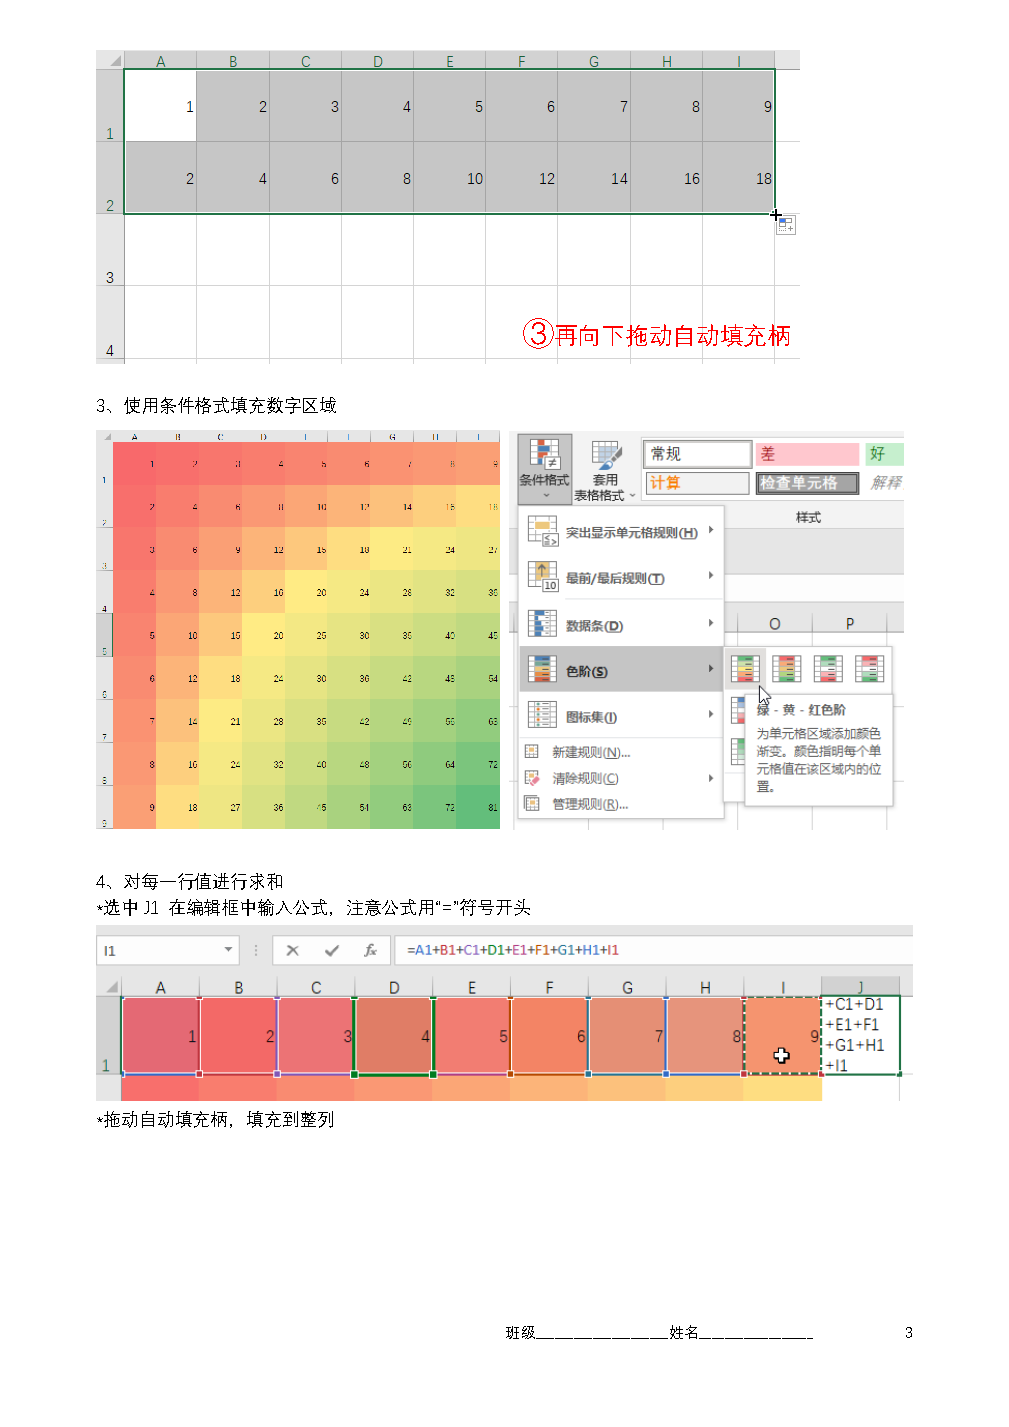 A B C D E F G H I
1 2 3 4 5 6 7 8 9
1
2 4 6 8 10 12 14 16 18
2
3
③再向下拖动自动填充柄
4
3、使用条件格式填充数字区域
A B C D E F G H I
1 2 3 4 5 6 7 8 9
1
2 4 6 8 10 12 14 16 18
2
3 6 9 12 15 18 21 24 27
3
4 8 12 16 20 24 28 32 36
4
5 10 15 20 25 30 35 40 45
5
6 12 18 24 30 36 42 48 54
6
7 14 21 28 35 42 49 56 63
7
8 16 24 32 40 48 56 64 72
8
9 18 27 36 45 54 63 72 81
9
条件格式 套用
表格格式
常规 差 好
计算 检查单元格 解释
样式
突出显示单元格规则(H)
最前/最后规则(T)
数据条(D)
色阶(S)
图标集(I)
新建规则(N)...
清除规则(C)
管理规则(R)...
O P
绿 - 黄 - 红色阶
为单元格区域添加颜色
渐变。颜色指明每个单
元格值在该区域内的位
置。
4、对每一行值进行求和
*选中 J1 在编辑框中输入公式，注意公式用“=”符号开头
I1 fx =A1+B1+C1+D1+E1+F1+G1+H1+I1
A B C D E F G H I J
1 2 3 4 5 6 7 8 9
1
+C1+D1
+E1+F1
+G1+H1
+I1
*拖动自动填充柄，填充到整列
班级__________________姓名________________ 3